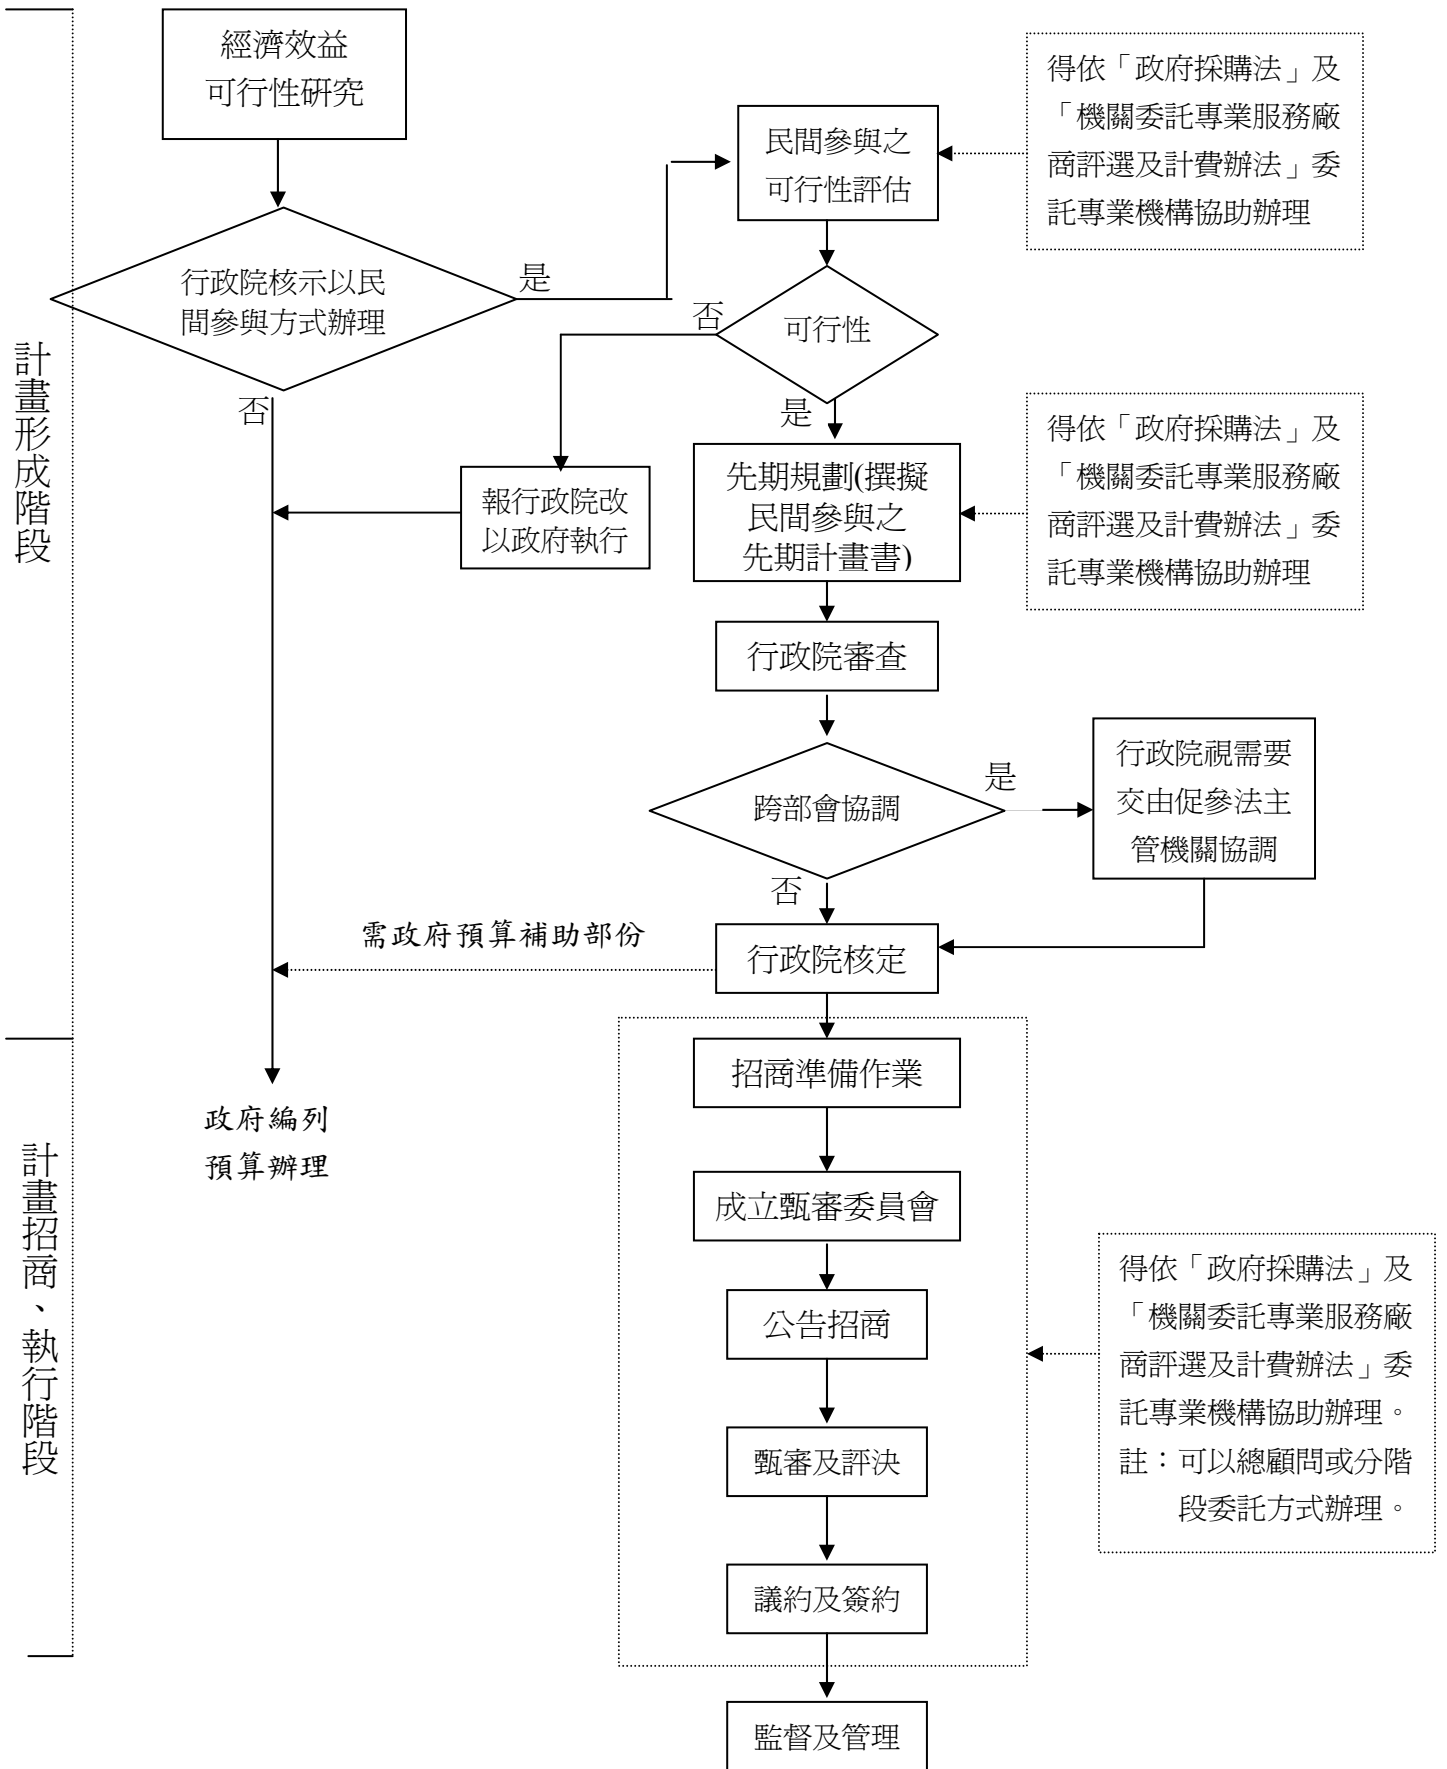 經濟效益
可行性研究
行政院核示以民
間參與方式辦理
是
否
民間參與之
可行性評估
得依「政府採購法」及
「機關委託專業服務廠
商評選及計費辦法」委
託專業機構協助辦理
可行性
否
是
報行政院改
以政府執行
先期規劃(撰擬
民間參與之
先期計畫書)
得依「政府採購法」及
「機關委託專業服務廠
商評選及計費辦法」委
託專業機構協助辦理
計畫形成階段
行政院審查
跨部會協調
是
否
行政院視需要
交由促參法主
管機關協調
需政府預算補助部份
行政院核定
政府編列
預算辦理
計畫招商、執行階段
招商準備作業
成立甄審委員會
公告招商
甄審及評決
議約及簽約
得依「政府採購法」及
「機關委託專業服務廠
商評選及計費辦法」委
託專業機構協助辦理。
註：可以總顧問或分階
段委託方式辦理。
監督及管理